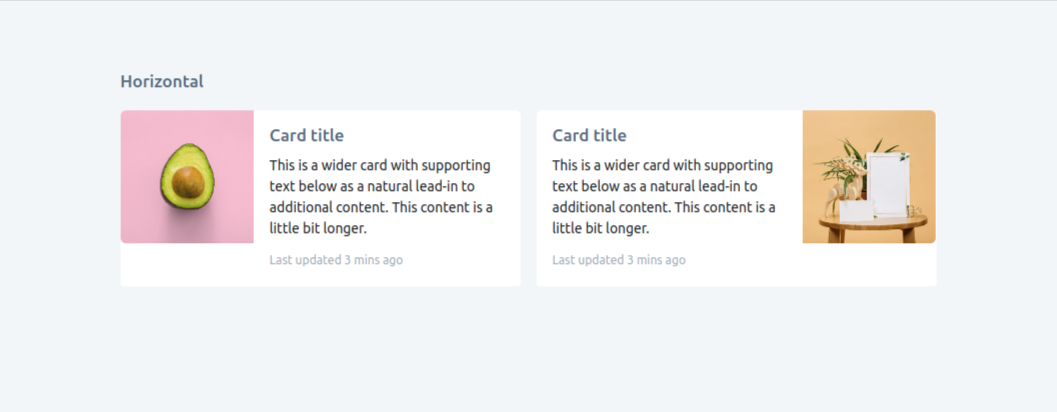 Horizontal
Card title
This is a wider card with supporting
text below as a natural lead-in to
additional content. This content is a
little bit longer.
Last updated 3 mins ago
Card title
This is a wider card with supporting
text below as a natural lead-in to
additional content. This content is a
little bit longer.
Last updated 3 mins ago